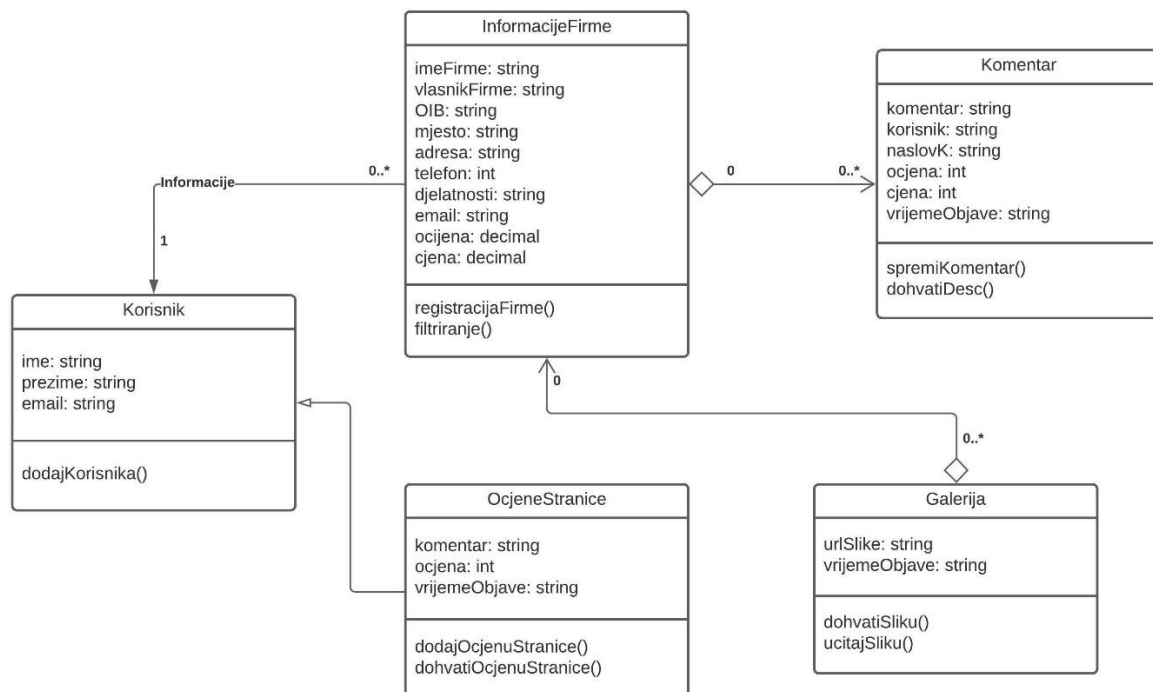 InformacijeFirme
imeFirme: string
vlasnikFirme: string
OIB: string
mjesto: string
adresa: string
telefon: int
djelatnosti: string
email: string
ocijena: decimal
cjena: decimal
registracijaFirme()
filtriranje()
Komentar
komentar: string
korisnik: string
naslovK: string
ocjena: int
cjena: int
vrijemeObjave: string
spremiKomentar()
dohvatiDesc()
0
0..*
Informacije
0..*
1
Korisnik
ime: string
prezime: string
email: string
dodajKorisnika()
0
0..*
OcjeneStranice
komentar: string
ocjena: int
vrijemeObjave: string
dodajOcjenuStranice()
dohvatiOcjenuStranice()
Galerija
urlSlike: string
vrijemeObjave: string
dohvatiSliku()
ucitajSliku()